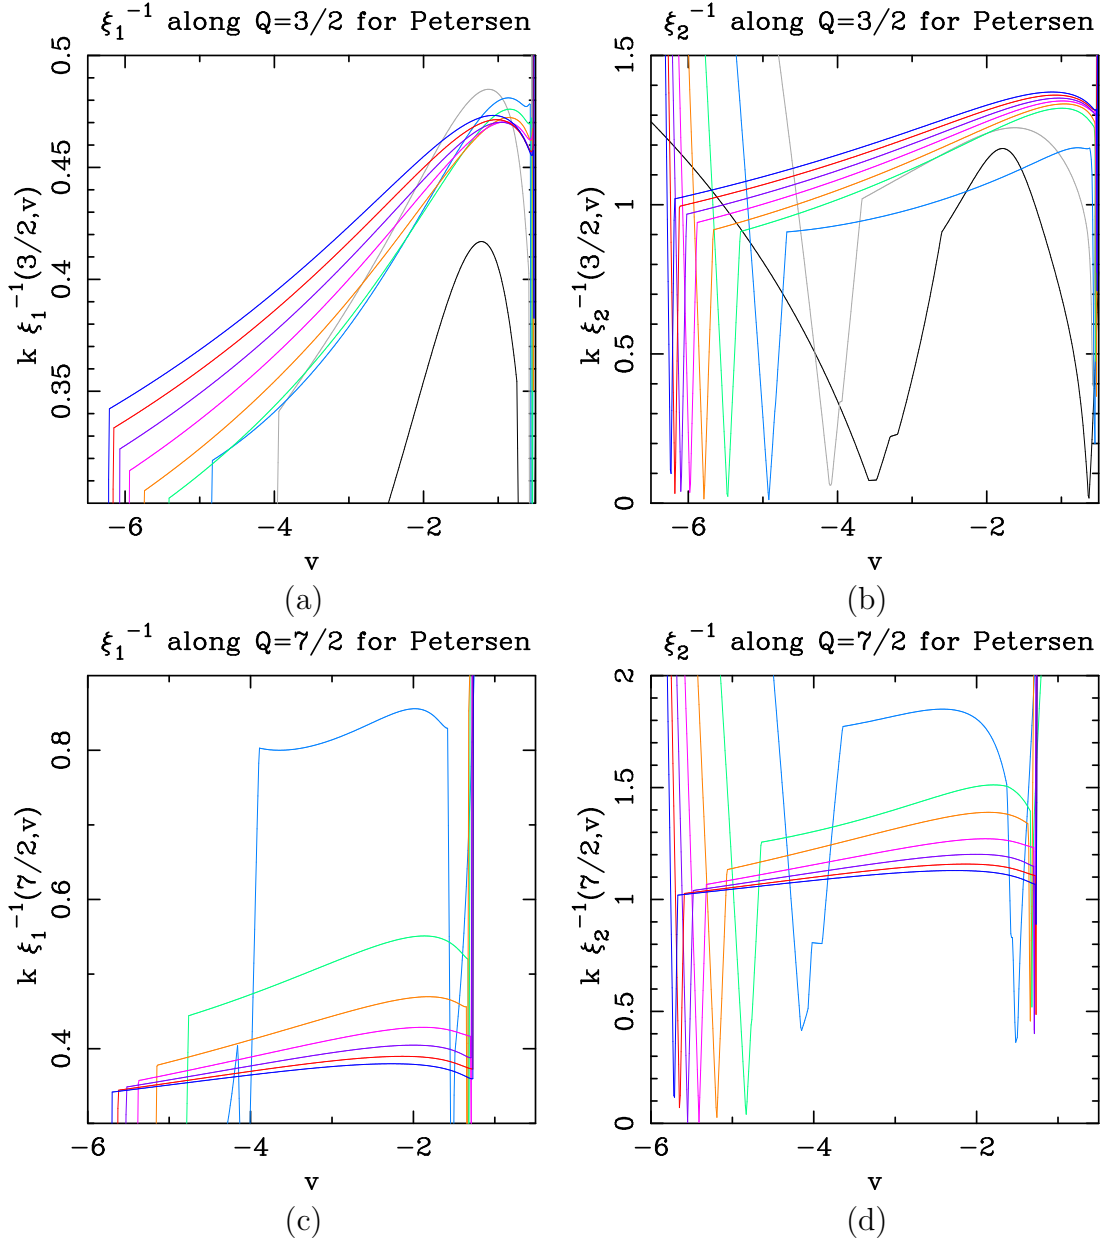 ξ₁⁻¹ along Q=3/2 for Petersen
k ξ₁⁻¹(3/2,v)
0.5
0.45
0.4
0.35
−6
−4
−2
v
(a)
ξ₂⁻¹ along Q=3/2 for Petersen
k ξ₂⁻¹(3/2,v)
1.5
1
0.5
0
−6
−4
−2
v
(b)
ξ₁⁻¹ along Q=7/2 for Petersen
k ξ₁⁻¹(7/2,v)
0.8
0.6
0.4
−6
−4
−2
v
(c)
ξ₂⁻¹ along Q=7/2 for Petersen
k ξ₂⁻¹(7/2,v)
2
1.5
1
0.5
0
−6
−4
−2
v
(d)